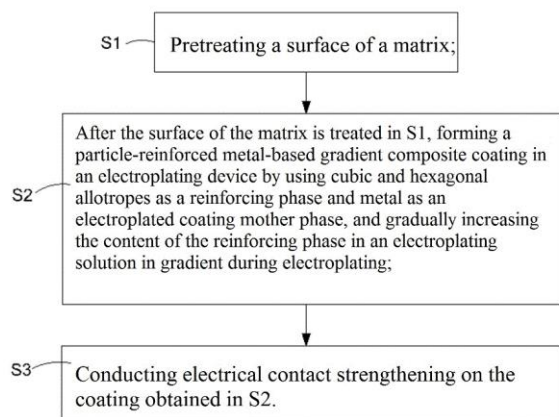 S1
Pretreating a surface of a matrix;
S2
After the surface of the matrix is treated in S1, forming a
particle-reinforced metal-based gradient composite coating in
an electroplating device by using cubic and hexagonal
allotropes as a reinforcing phase and metal as an
electroplated coating mother phase, and gradually increasing
the content of the reinforcing phase in an electroplating
solution in gradient during electroplating;
S3
Conducting electrical contact strengthening on the
coating obtained in S2.